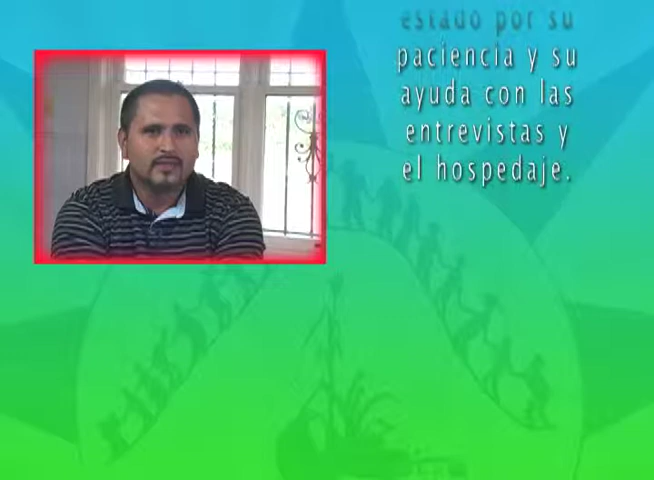 estado por su
paciencia y su
ayuda con las
entrevistas y
el hospedaje.